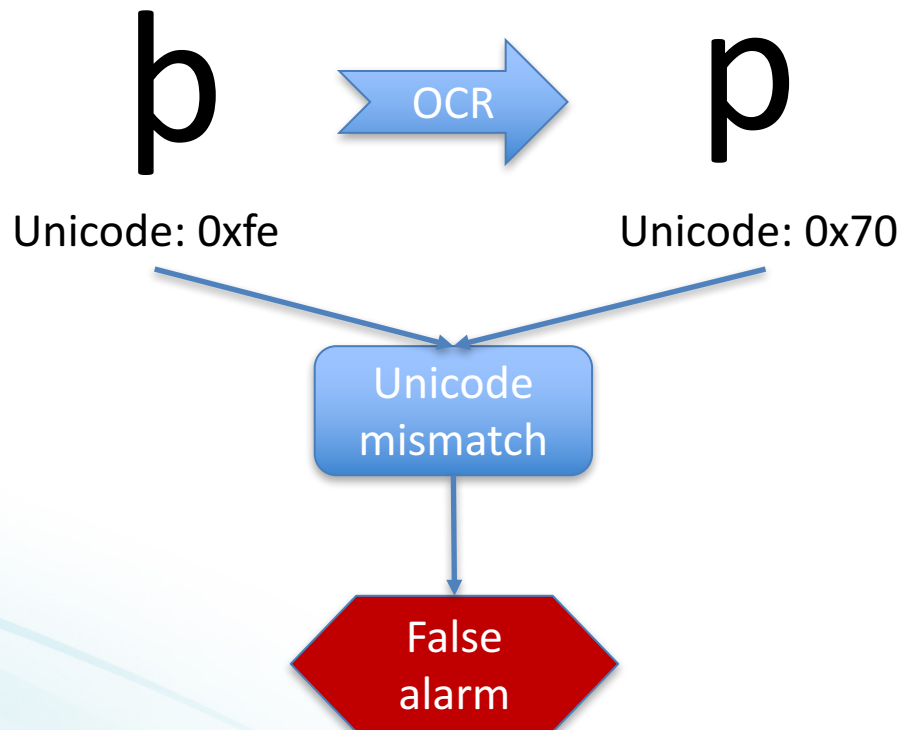 þ
OCR
p
Unicode: 0xfe
Unicode: 0x70
Unicode
mismatch
False
alarm